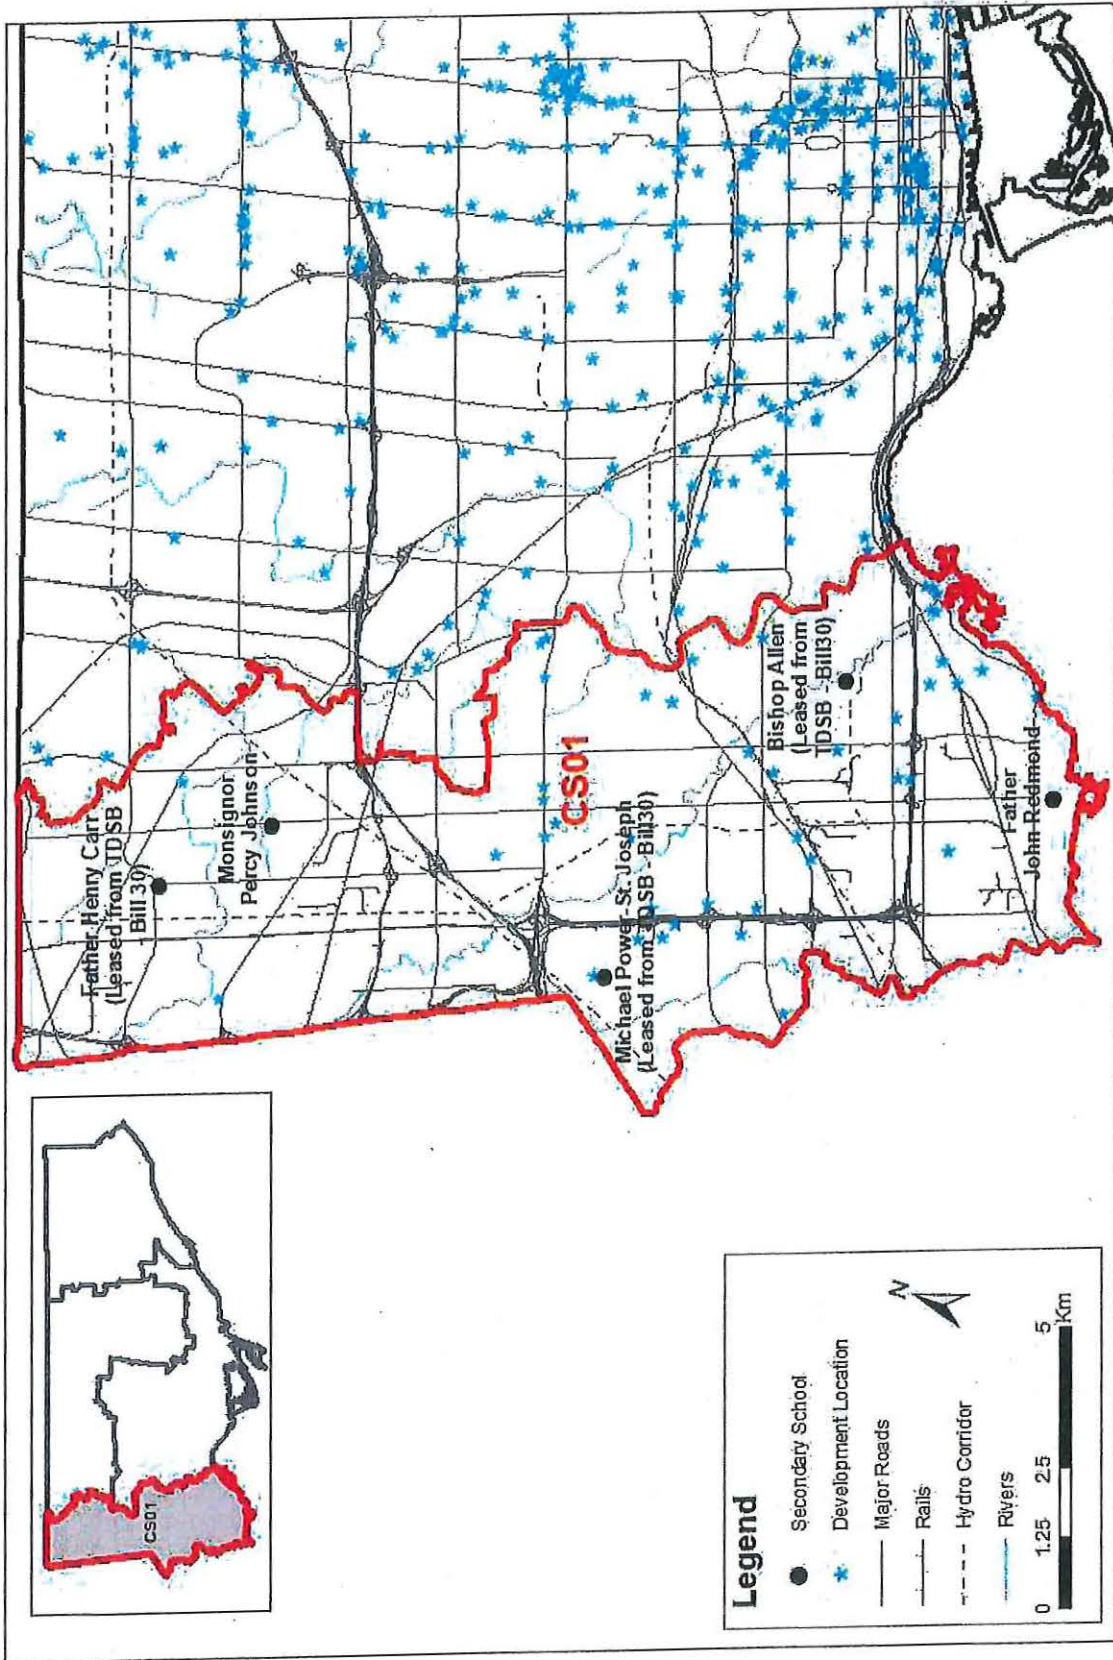 CS01
Father Henry Carr
(Leased from TDSB
- Bill 30)
Monsignor
Percy Johnson
CS01
Michael Power-St. Joseph
(Leased from TDSB - Bill30)
Bishop Allen
(Leased from
TDSB - Bill30)
Father
John Redmond
Legend
Secondary School
Development Location
Major Roads
Rails
Hydro Corridor
Rivers
N
0 1.25 2.5 5
Km